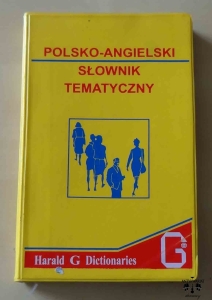 POLSKO-ANGIELSKI
SŁOWNIK
TEMATYCZNY
Harald G Dictionaries
G